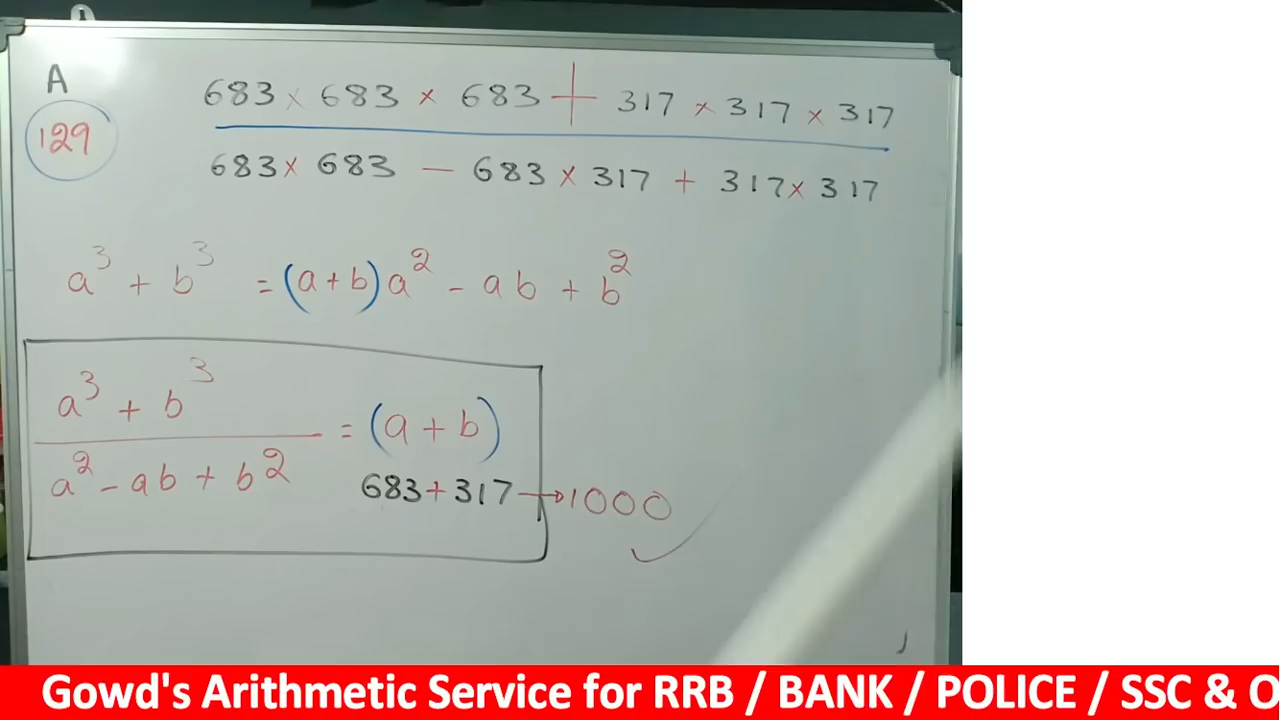 A
129
683 × 683 × 683 + 317 × 317 × 317
683 × 683 − 683 × 317 + 317 × 317
a³ + b³ = (a + b) a² - ab + b²
a³ + b³
a² - ab + b²
= (a + b)
683 + 317 → 1000
Gowd's Arithmetic Service for RRB / BANK / POLICE / SSC & O